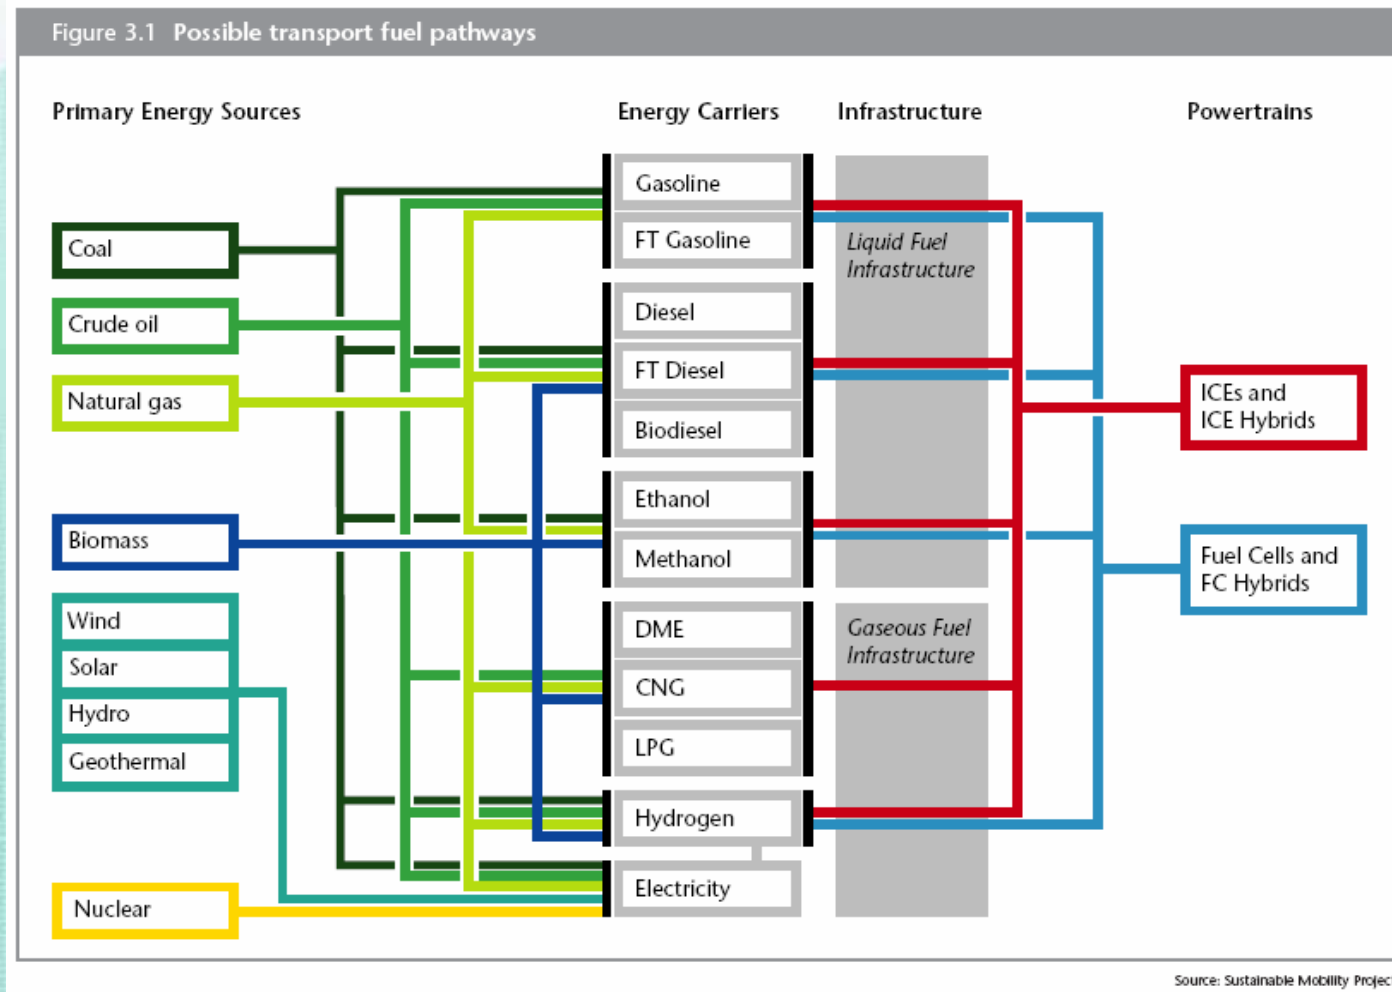 Figure 3.1 Possible transport fuel pathways
Primary Energy Sources
Energy Carriers
Infrastructure
Powertrains
Coal
Crude oil
Natural gas
Biomass
Wind
Solar
Hydro
Geothermal
Nuclear
Gasoline
FT Gasoline
Diesel
FT Diesel
Biodiesel
Ethanol
Methanol
DME
CNG
LPG
Hydrogen
Electricity
Liquid Fuel
Infrastructure
Gaseous Fuel
Infrastructure
ICEs and
ICE Hybrids
Fuel Cells and
FC Hybrids
Source: Sustainable Mobility Project